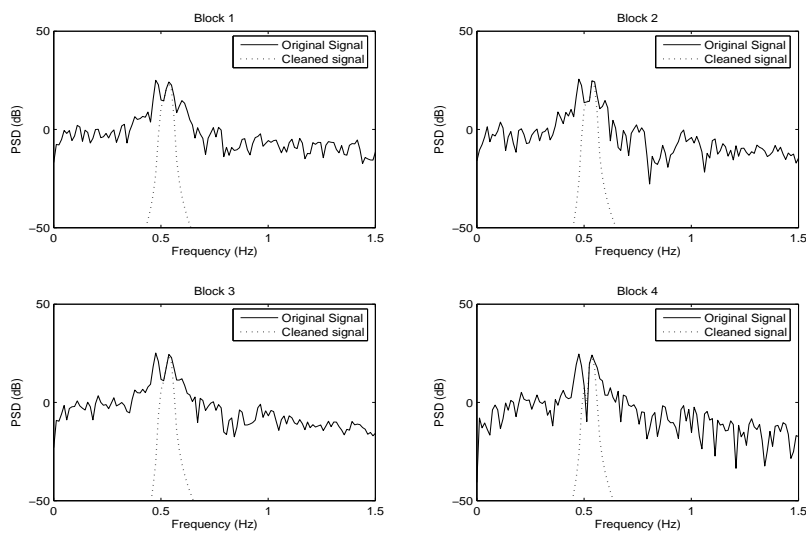 Block 1
50
Original Signal
Cleaned signal
PSD (dB)
0
−50
0
0.5
1
1.5
Frequency (Hz)
Block 2
50
Original Signal
Cleaned signal
PSD (dB)
0
−50
0
0.5
1
1.5
Frequency (Hz)
Block 3
50
Original Signal
Cleaned signal
PSD (dB)
0
−50
0
0.5
1
1.5
Frequency (Hz)
Block 4
50
Original Signal
Cleaned signal
PSD (dB)
0
−50
0
0.5
1
1.5
Frequency (Hz)